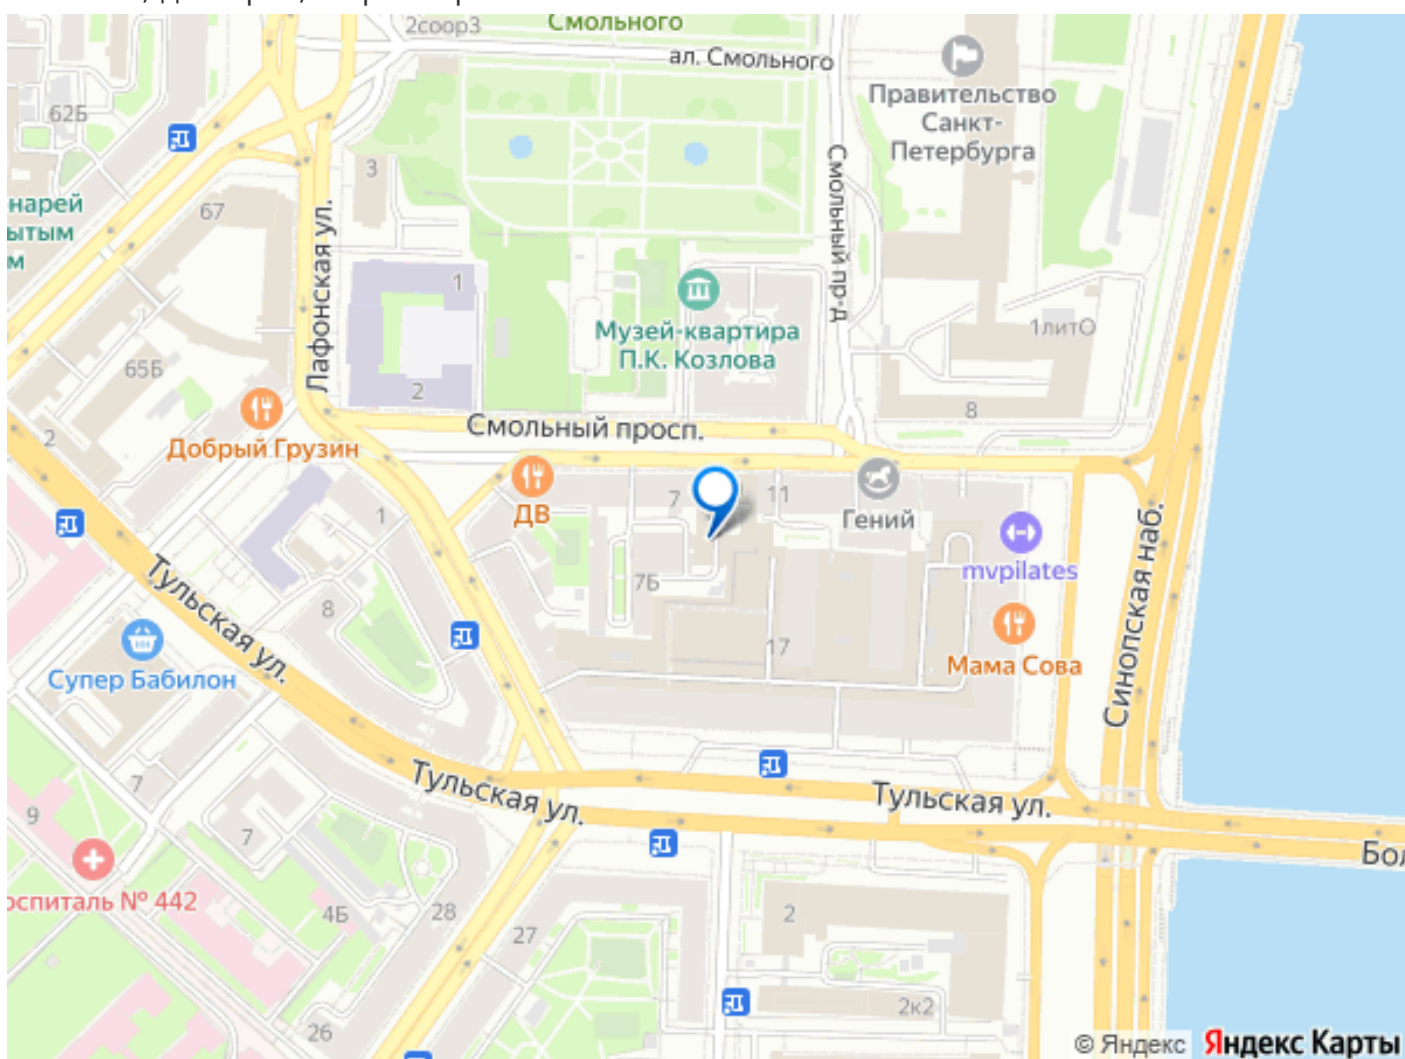 2соор3
Смольного
ал. Смольного
Правительство
Санкт-
Петербурга
62Б
3
нарей
ытым
м
67
Лафонская ул.
Смольный пр-д
1
Музей-квартира
П.К. Козлова
1литО
65Б
2
8
2
Добрый Грузин
Смольный просп.
ДВ
7
11
Гений
1
mvpilates
Синопская наб.
Тульская ул.
7Б
8
17
Мама Сова
Супер Бабилон
7
Тульская ул.
Тульская ул.
9
7
Бол
оспиталь № 442
4Б
28
27
2
2к2
26
© Яндекс Яндекс Карты